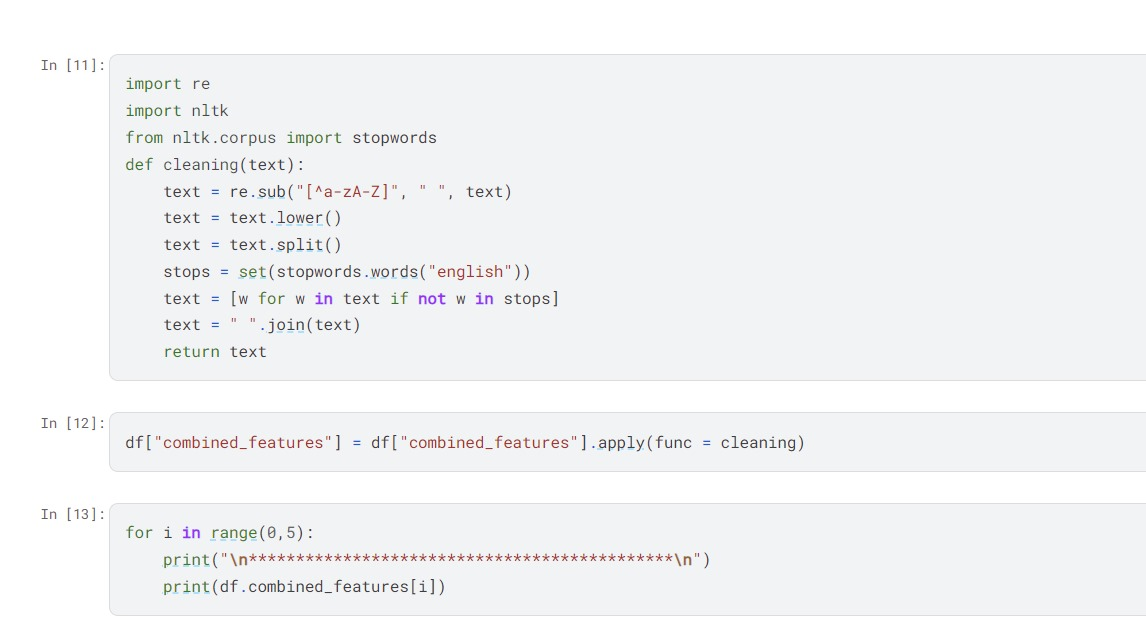 In [11]:
import re
import nltk
from nltk.corpus import stopwords
def cleaning(text):
    text = re.sub("[^a-zA-Z]", " ", text)
    text = text.lower()
    text = text.split()
    stops = set(stopwords.words("english"))
    text = [w for w in text if not w in stops]
    text = " ".join(text)
    return text
In [12]:
df["combined_features"] = df["combined_features"].apply(func = cleaning)
In [13]:
for i in range(0,5):
    print("\n*********************************************\n")
    print(df.combined_features[i])